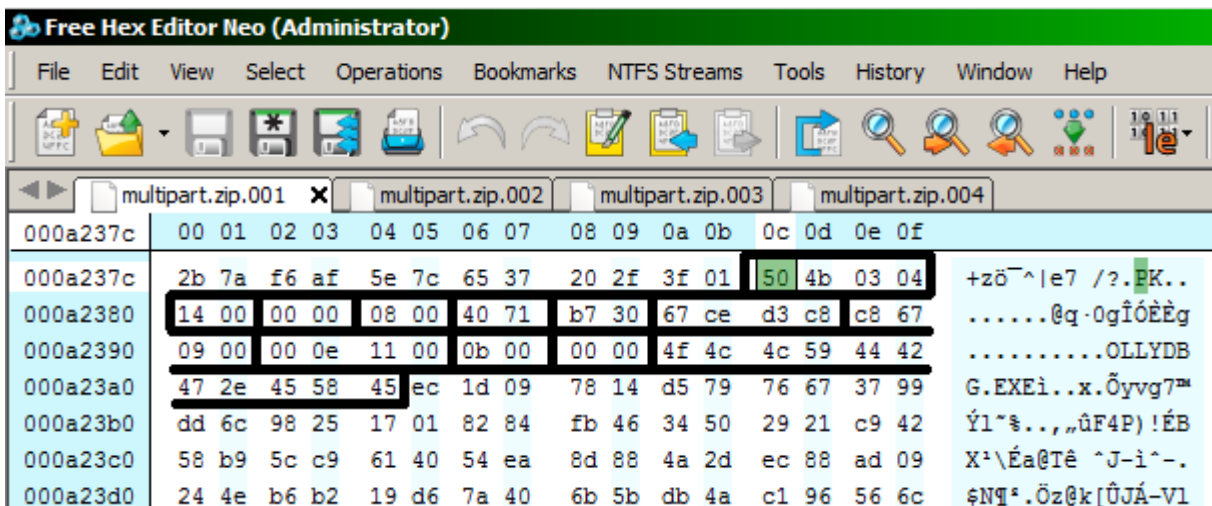 Free Hex Editor Neo (Administrator)
File Edit View Select Operations Bookmarks NTFS Streams Tools History Window Help
multipart.zip.001 x multipart.zip.002 multipart.zip.003 multipart.zip.004
000a237c 00 01 02 03 04 05 06 07 08 09 0a 0b 0c 0d 0e 0f
000a237c 2b 7a f6 af 5e 7c 65 37 20 2f 3f 01 50 4b 03 04 +zö¯^|e7 /?.PK..
000a2380 14 00 00 00 08 00 40 71 b7 30 67 ce d3 c8 c8 67 ......@q·0gÎÓÈÈg
000a2390 09 00 00 0e 11 00 0b 00 00 00 4f 4c 4c 59 44 42 ..........OLLYDB
000a23a0 47 2e 45 58 45 ec 1d 09 78 14 d5 79 76 67 37 99 G.EXEì..x.Õyvg7™
000a23b0 dd 6c 98 25 17 01 82 84 fb 46 34 50 29 21 c9 42 Ýl˜%..‚„ûF4P)!ÉB
000a23c0 58 b9 5c c9 61 40 54 ea 8d 88 4a 2d ec 88 ad 09 X¹\Éa@Tê ˆJ-ìˆ-.
000a23d0 24 4e b6 b2 19 d6 7a 40 6b 5b db 4a c1 96 56 6c $N¶².Öz@k[ÛJÁ–Vl